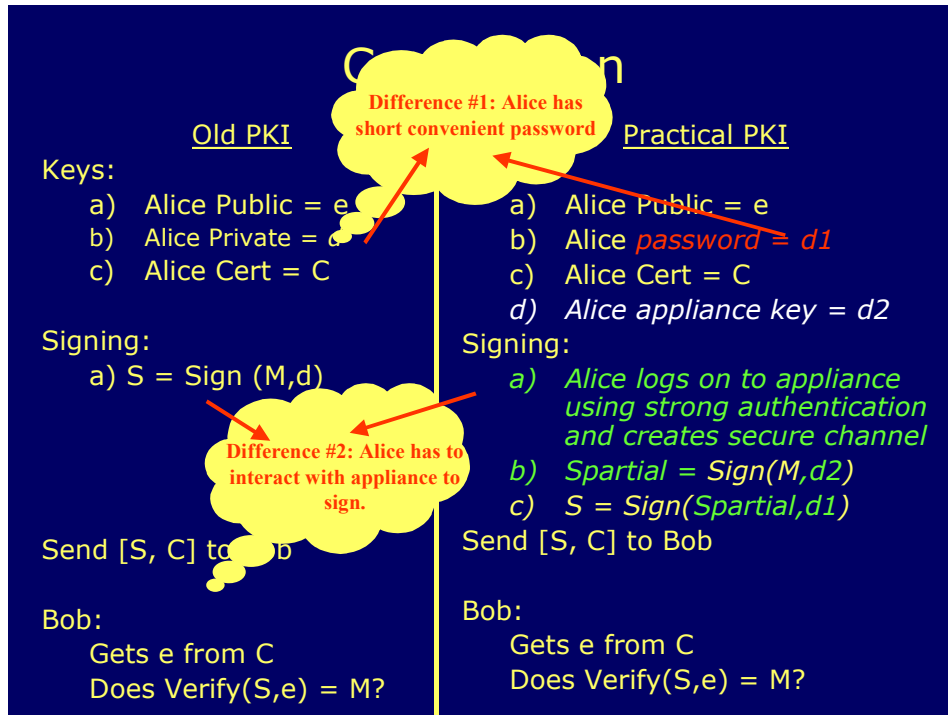 Difference #1: Alice has
short convenient password
Old PKI
Keys:
a) Alice Public = e
b) Alice Private = d
c) Alice Cert = C
Signing:
a) S = Sign (M,d)
Difference #2: Alice has to
interact with appliance to
sign.
Send [S, C] to Bob
Bob:
Gets e from C
Does Verify(S,e) = M?
Practical PKI
a) Alice Public = e
b) Alice password = d1
c) Alice Cert = C
d) Alice appliance key = d2
Signing:
a) Alice logs on to appliance
using strong authentication
and creates secure channel
b) Spartial = Sign(M,d2)
c) S = Sign(Spartial,d1)
Send [S, C] to Bob
Bob:
Gets e from C
Does Verify(S,e) = M?